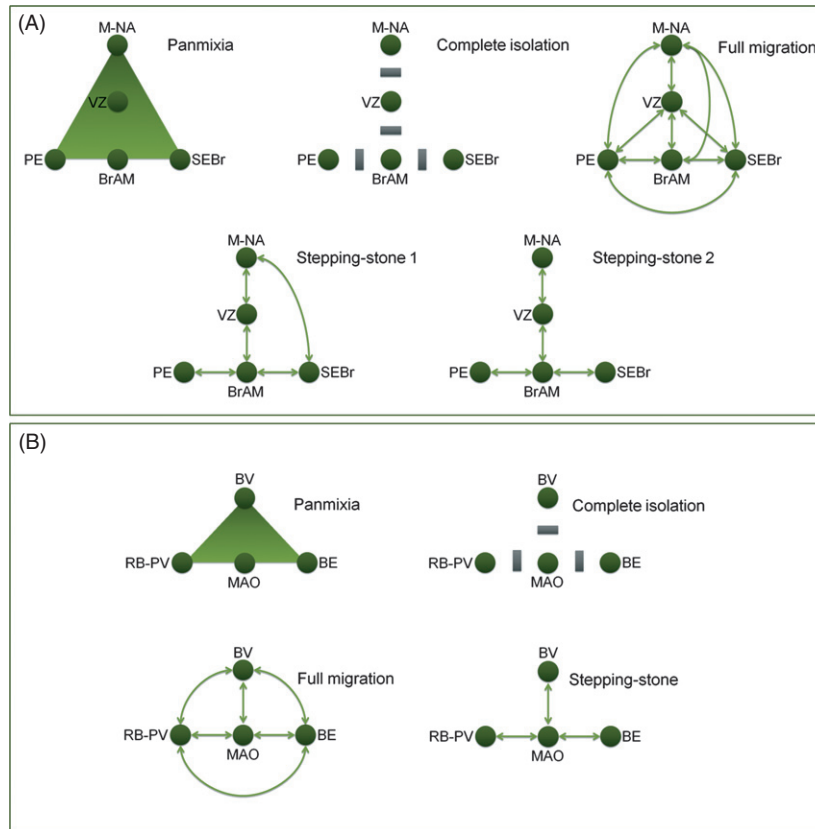 (A)
M-NA
Panmixia
VZ
PE
BrAM
SEBr
M-NA
Complete isolation
VZ
PE
BrAM
SEBr
M-NA
Full migration
VZ
PE
BrAM
SEBr
M-NA
Stepping-stone 1
VZ
PE
BrAM
SEBr
M-NA
Stepping-stone 2
VZ
PE
BrAM
SEBr
(B)
BV
Panmixia
RB-PV
MAO
BE
BV
Complete isolation
RB-PV
MAO
BE
BV
Full migration
RB-PV
MAO
BE
BV
Stepping-stone
RB-PV
MAO
BE